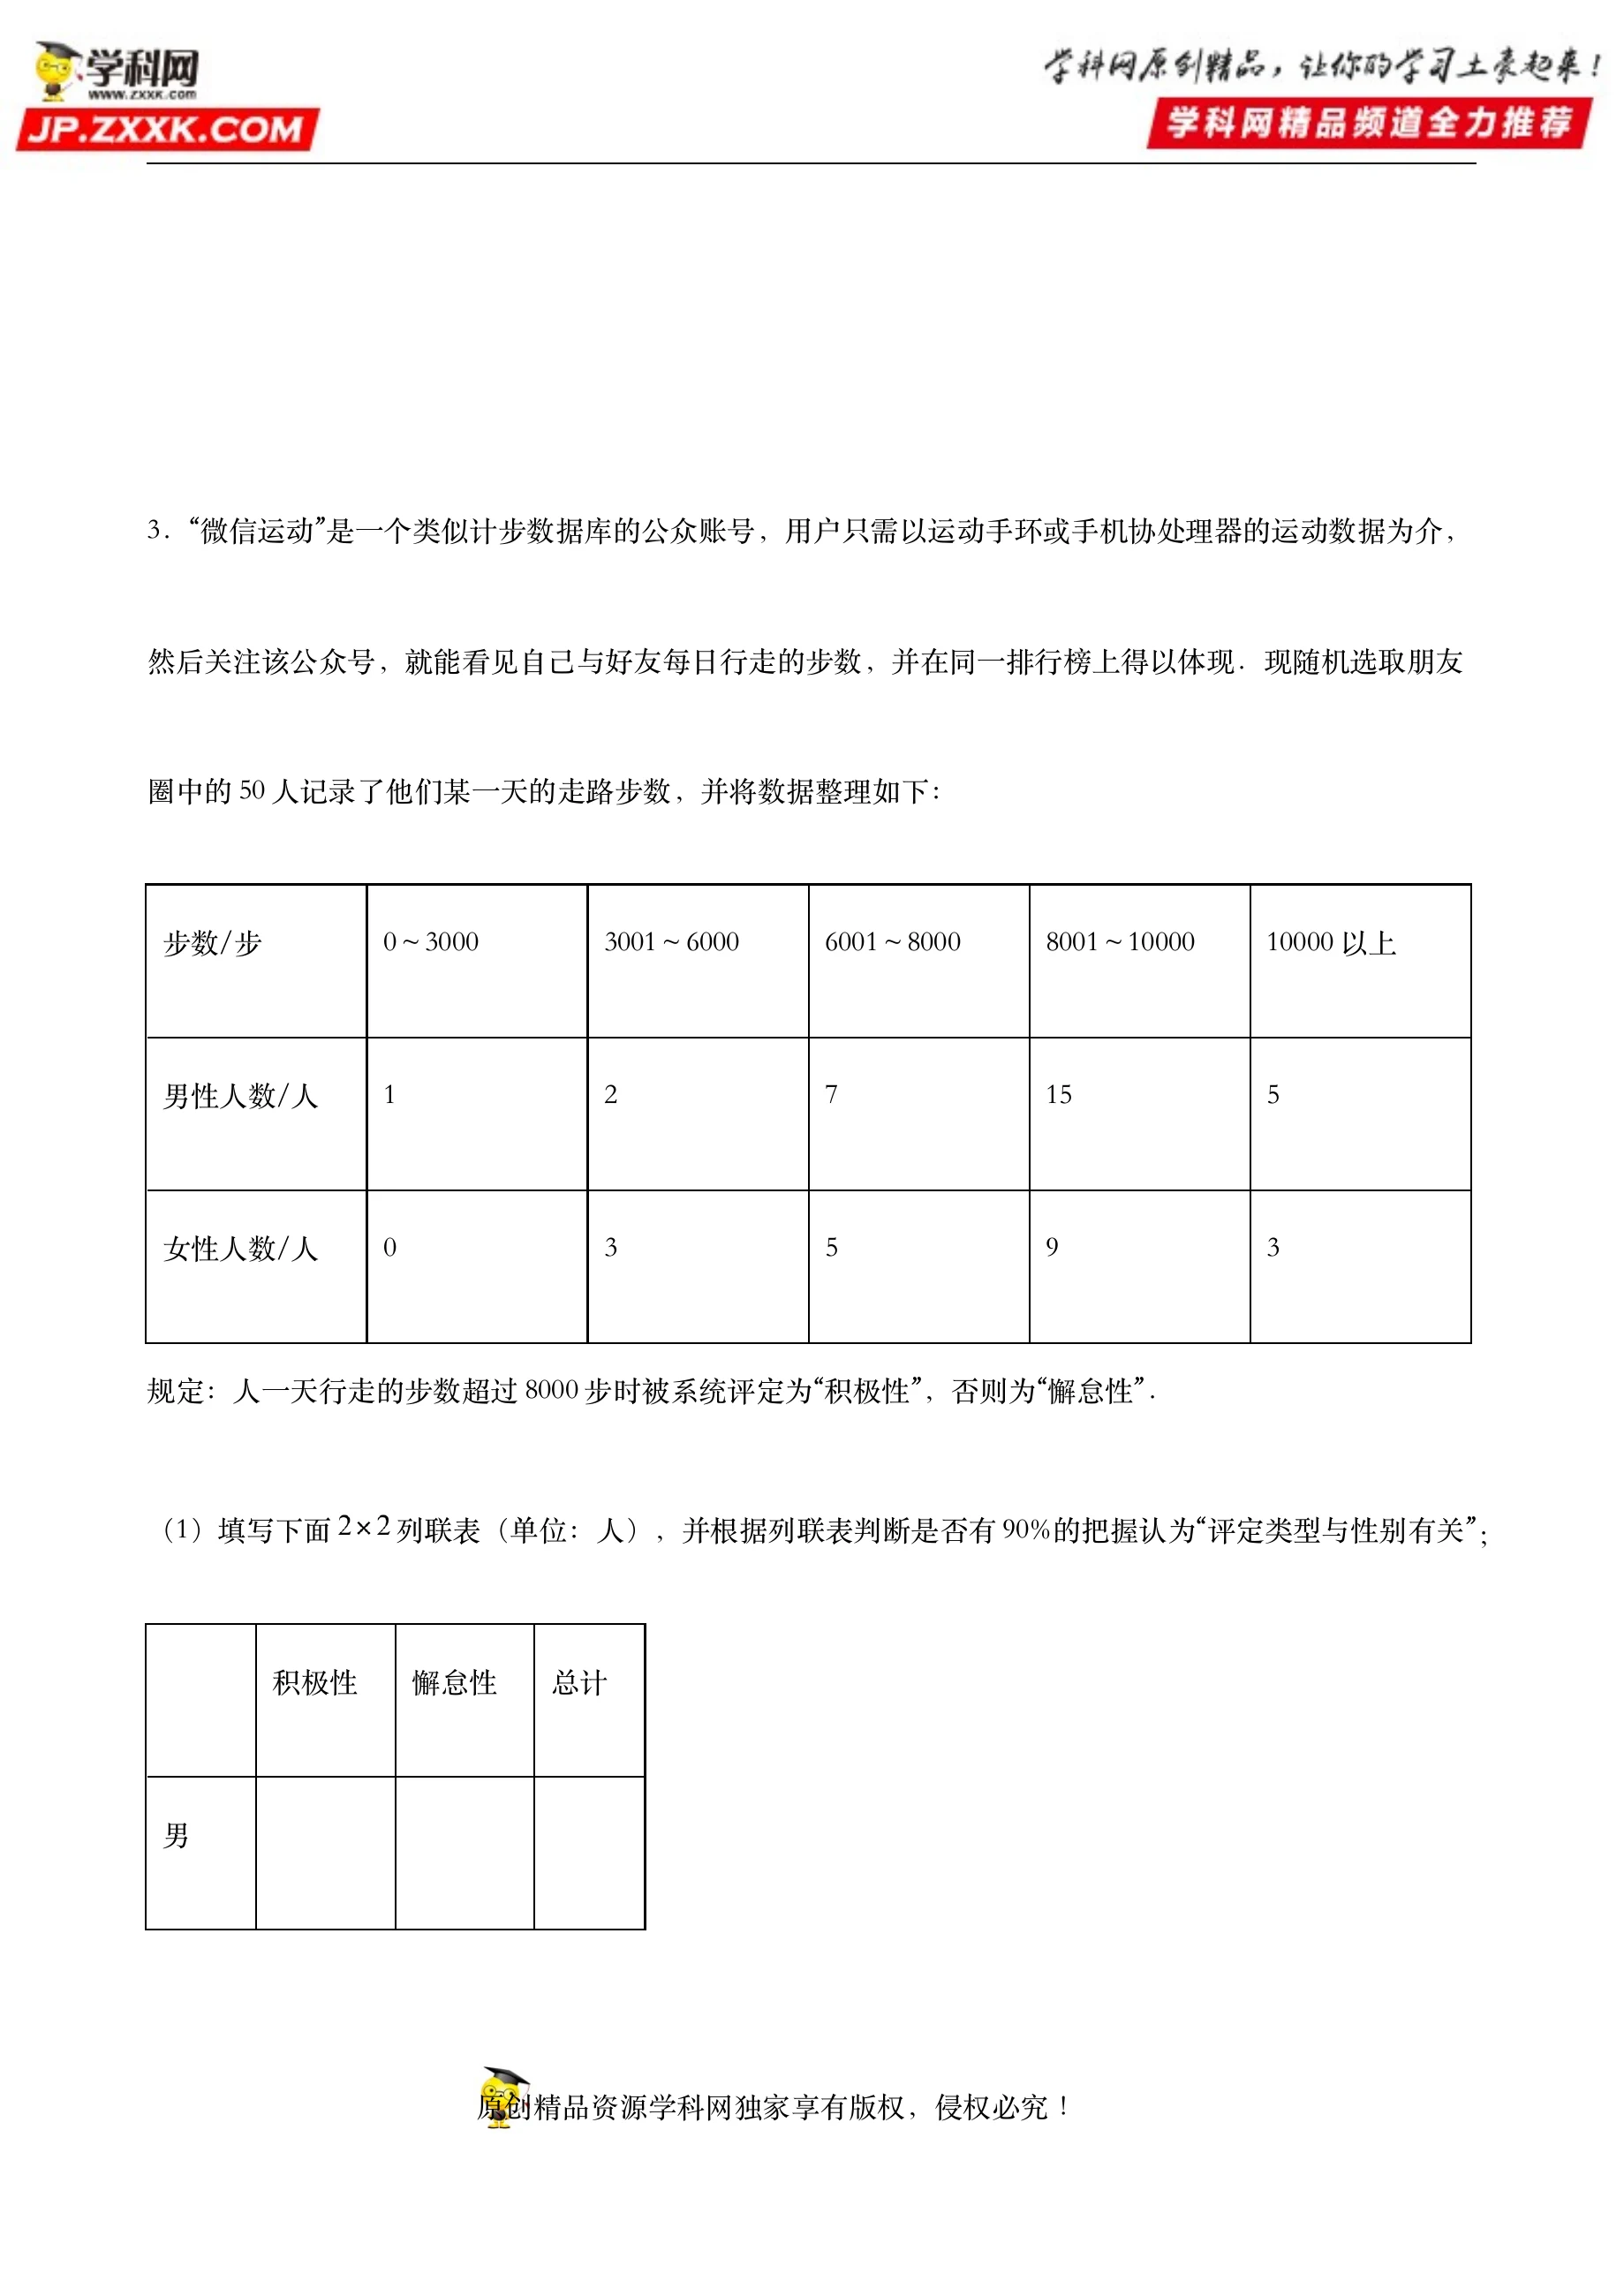 学科网
www.zxxk.com
JP.ZXXK.COM
学科网原创精品，让你的学习土豪起来！
学科网精品频道全力推荐
3．“微信运动”是一个类似计步数据库的公众账号，用户只需以运动手环或手机协处理器的运动数据为介，
然后关注该公众号，就能看见自己与好友每日行走的步数，并在同一排行榜上得以体现．现随机选取朋友
圈中的 50 人记录了他们某一天的走路步数，并将数据整理如下：
步数/步 0～3000 3001～6000 6001～8000 8001～10000 10000 以上
男性人数/人 1 2 7 15 5
女性人数/人 0 3 5 9 3
规定：人一天行走的步数超过 8000 步时被系统评定为“积极性”，否则为“懈怠性”．
（1）填写下面 2×2 列联表（单位：人），并根据列联表判断是否有 90%的把握认为“评定类型与性别有关”；
积极性 懈怠性 总计
男
原创精品资源学科网独家享有版权，侵权必究！